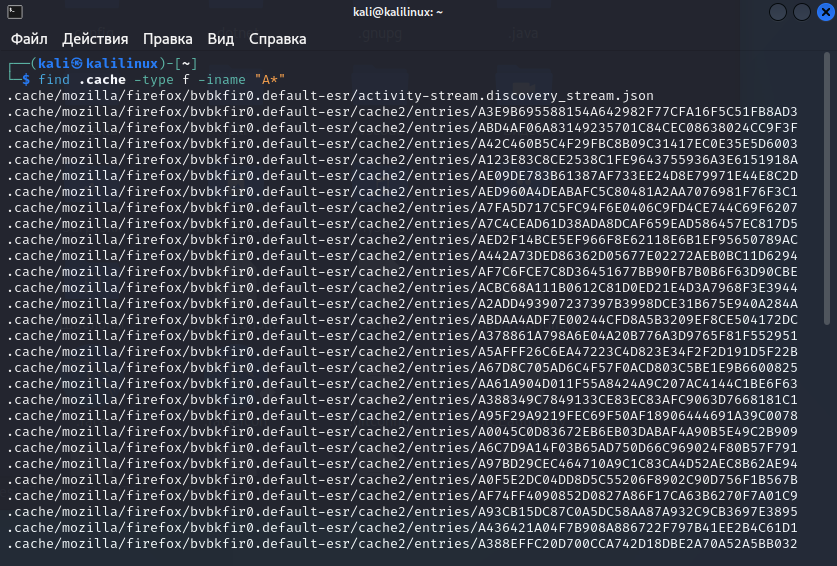 kali@kalilinux: ~
Файл Действия Правка Вид Справка
┌──(kali㉿kalilinux)-[~]
└─$ find .cache -type f -iname "A*"
.cache/mozilla/firefox/bvbkfir0.default-esr/activity-stream.discovery_stream.json
.cache/mozilla/firefox/bvbkfir0.default-esr/cache2/entries/A3E9B695588154A642982F77CFA16F5C51FB8AD3
.cache/mozilla/firefox/bvbkfir0.default-esr/cache2/entries/ABD4AF06A83149235701C84CEC08638024CC9F3F
.cache/mozilla/firefox/bvbkfir0.default-esr/cache2/entries/A42C460B5C4F29FBC8B09C31417EC0E35E5D6003
.cache/mozilla/firefox/bvbkfir0.default-esr/cache2/entries/A123E83C8CE2538C1FE9643755936A3E6151918A
.cache/mozilla/firefox/bvbkfir0.default-esr/cache2/entries/AE09DE783B61387AF733EE24D8E79971E44E8C2D
.cache/mozilla/firefox/bvbkfir0.default-esr/cache2/entries/AED960A4DEABAFC5C80481A2AA7076981F76F3C1
.cache/mozilla/firefox/bvbkfir0.default-esr/cache2/entries/A7FA5D717C5FC94F6E0406C9FD4CE744C69F6207
.cache/mozilla/firefox/bvbkfir0.default-esr/cache2/entries/A7C4CEAD61D38ADA8DCAF659EAD586457EC817D5
.cache/mozilla/firefox/bvbkfir0.default-esr/cache2/entries/AED2F14BCE5EF966F8E62118E6B1EF95650789AC
.cache/mozilla/firefox/bvbkfir0.default-esr/cache2/entries/A442A73DED86362D05677E02272AEB0BC11D6294
.cache/mozilla/firefox/bvbkfir0.default-esr/cache2/entries/AF7C6FCE7C8D36451677BB90FB7B0B6F63D90CBE
.cache/mozilla/firefox/bvbkfir0.default-esr/cache2/entries/ACBC68A111B0612C81D0ED21E4D3A7968F3E3944
.cache/mozilla/firefox/bvbkfir0.default-esr/cache2/entries/A2ADD493907237397B3998DCE31B675E940A284A
.cache/mozilla/firefox/bvbkfir0.default-esr/cache2/entries/ABDAA4ADF7E00244CFD8A5B3209EF8CE504172DC
.cache/mozilla/firefox/bvbkfir0.default-esr/cache2/entries/A378861A798A6E04A20B776A3D9765F81F552951
.cache/mozilla/firefox/bvbkfir0.default-esr/cache2/entries/A5AFFF26C6EA47223C4D823E34F2F2D191D5F22B
.cache/mozilla/firefox/bvbkfir0.default-esr/cache2/entries/A67D8C705AD6C4F57F0ACD803C5BE1E9B6600825
.cache/mozilla/firefox/bvbkfir0.default-esr/cache2/entries/AA61A904D011F55A8424A9C207AC4144C1BE6F63
.cache/mozilla/firefox/bvbkfir0.default-esr/cache2/entries/A388349C7849133CE83EC83AFC9063D7668181C1
.cache/mozilla/firefox/bvbkfir0.default-esr/cache2/entries/A95F29A9219FEC69F50AF18906444691A39C0078
.cache/mozilla/firefox/bvbkfir0.default-esr/cache2/entries/A0045C0D83672EB6EB03DABAF4A90B5E49C2B909
.cache/mozilla/firefox/bvbkfir0.default-esr/cache2/entries/A6C7D9A14F03B65AD750D66C969024F80B57F791
.cache/mozilla/firefox/bvbkfir0.default-esr/cache2/entries/A97BD29CEC464710A9C1C83CA4D52AEC8B62AE94
.cache/mozilla/firefox/bvbkfir0.default-esr/cache2/entries/A0F5E2DC04DD8D5C55206F8902C90D756F1B567B
.cache/mozilla/firefox/bvbkfir0.default-esr/cache2/entries/AF74FF4090852D0827A86F17CA63B6270F7A01C9
.cache/mozilla/firefox/bvbkfir0.default-esr/cache2/entries/A93CB15DC87C0A5DC58AA87A932C9CB3697E3895
.cache/mozilla/firefox/bvbkfir0.default-esr/cache2/entries/A436421A04F7B908A886722F797B41EE2B4C61D1
.cache/mozilla/firefox/bvbkfir0.default-esr/cache2/entries/A388EFFC20D700CCA742D18DBE2A70A52A5BB032